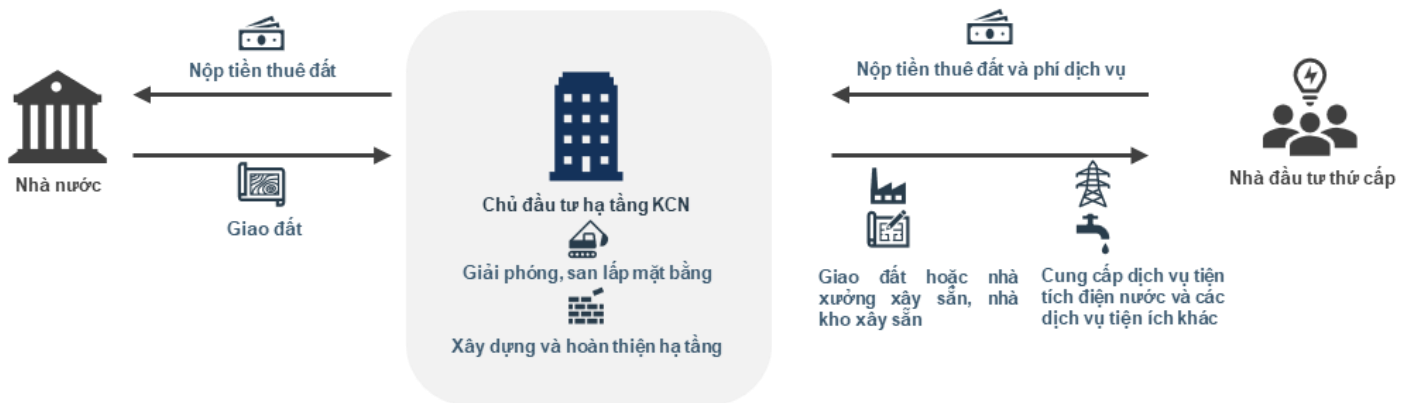 Nộp tiền thuê đất
Nhà nước
Giao đất
Chủ đầu tư hạ tầng KCN
Giải phóng, san lấp mặt bằng
Xây dựng và hoàn thiện hạ tầng
Nộp tiền thuê đất và phí dịch vụ
Giao đất hoặc nhà
xưởng xây sẵn, nhà
kho xây sẵn
Cung cấp dịch vụ tiện
tích điện nước và các
dịch vụ tiện ích khác
Nhà đầu tư thứ cấp